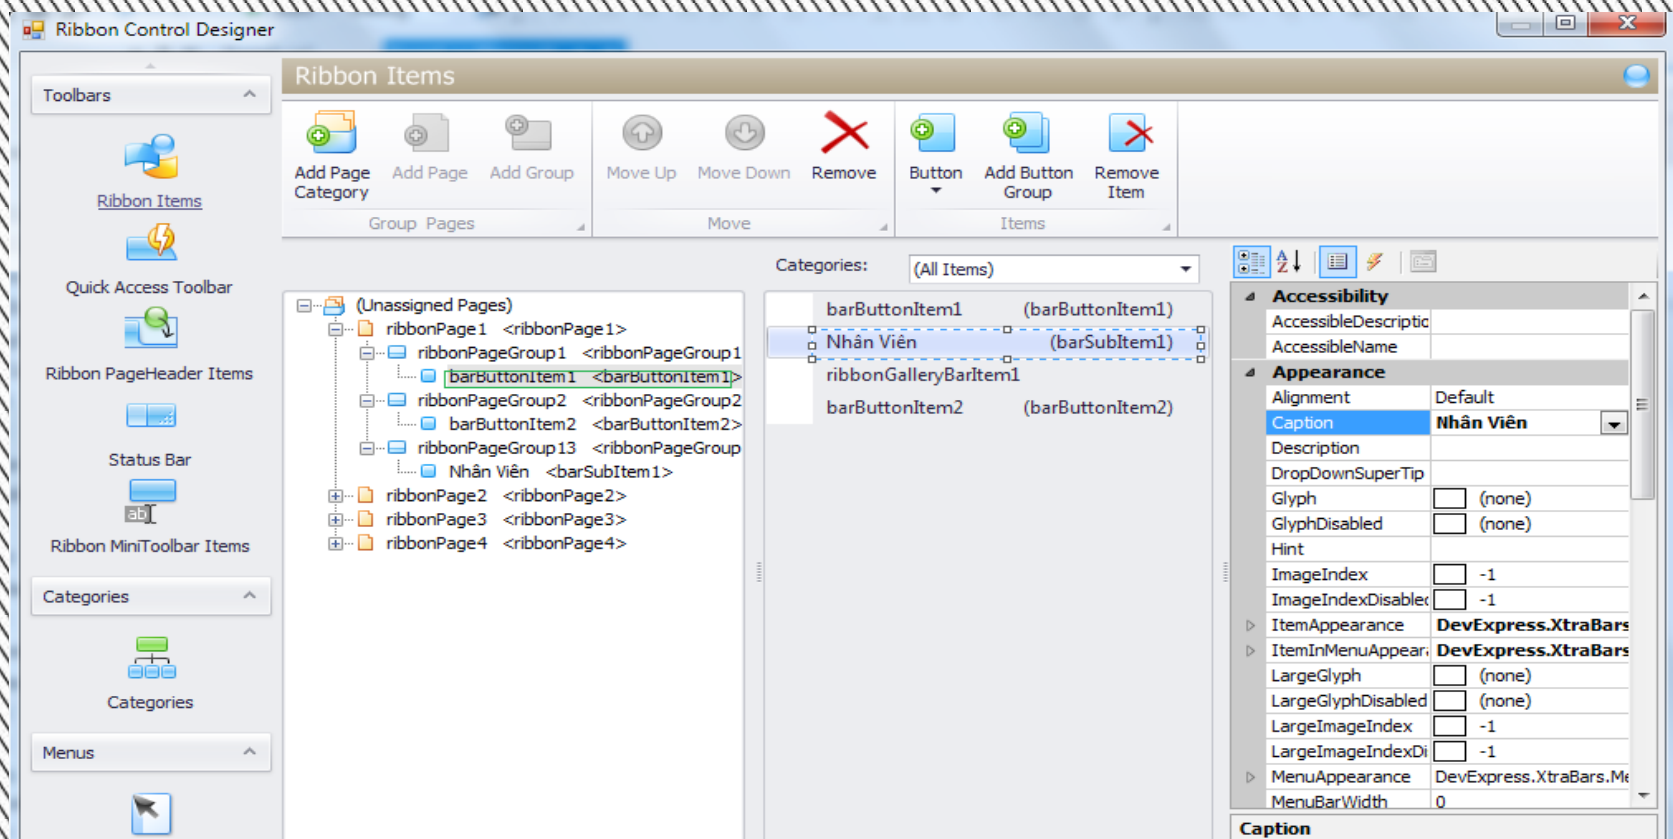 Ribbon Control Designer
Toolbars
Ribbon Items
Quick Access Toolbar
Ribbon PageHeader Items
Status Bar
ab
Ribbon MiniToolbar Items
Categories
Categories
Menus
Ribbon Items
Add Page Category
Add Page
Add Group
Group Pages
Move Up
Move Down
Remove
Move
Button
Add Button Group
Remove Item
Items
Categories: (All Items)
(Unassigned Pages)
ribbonPage1 <ribbonPage1>
ribbonPageGroup1 <ribbonPageGroup1
barButtonItem1 <barButtonItem1>
ribbonPageGroup2 <ribbonPageGroup2
barButtonItem2 <barButtonItem2>
ribbonPageGroup13 <ribbonPageGroup
Nhân Viên <barSubItem1>
ribbonPage2 <ribbonPage2>
ribbonPage3 <ribbonPage3>
ribbonPage4 <ribbonPage4>
barButtonItem1 (barButtonItem1)
Nhân Viên (barSubItem1)
ribbonGalleryBarItem1
barButtonItem2 (barButtonItem2)
A
Z
Accessibility
AccessibleDescriptic
AccessibleName
Appearance
Alignment Default
Caption Nhân Viên
Description
DropDownSuperTip
Glyph (none)
GlyphDisabled (none)
Hint
ImageIndex -1
ImageIndexDisabled -1
ItemAppearance DevExpress.XtraBars
ItemInMenuAppear DevExpress.XtraBars
LargeGlyph (none)
LargeGlyphDisabled (none)
LargeImageIndex -1
LargeImageIndexDi -1
MenuAppearance DevExpress.XtraBars.Me
MenuBarWidth 0
Caption